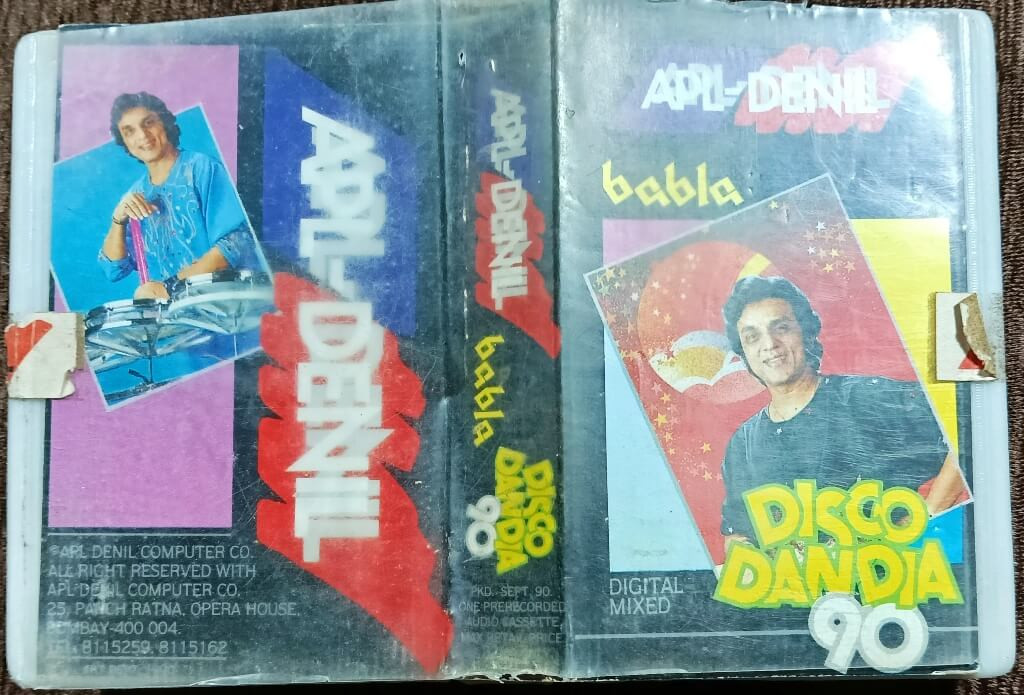 APL-DENIL
©APL DENIL COMPUTER CO.
ALL RIGHT RESERVED WITH
APL DENIL COMPUTER CO.
25, PANCH RATNA, OPERA HOUSE,
BOMBAY-400 004.
TEL. 8115259, 8115162
APL-DENIL
babla
DISCO
DANDIA
90
PKD. SEPT. 90.
ONE PRERECORDED
AUDIO CASSETTE,
MAX RETAIL PRICE
APL-DENIL
babla
DISCO
DANDIA
90
DIGITAL
MIXED